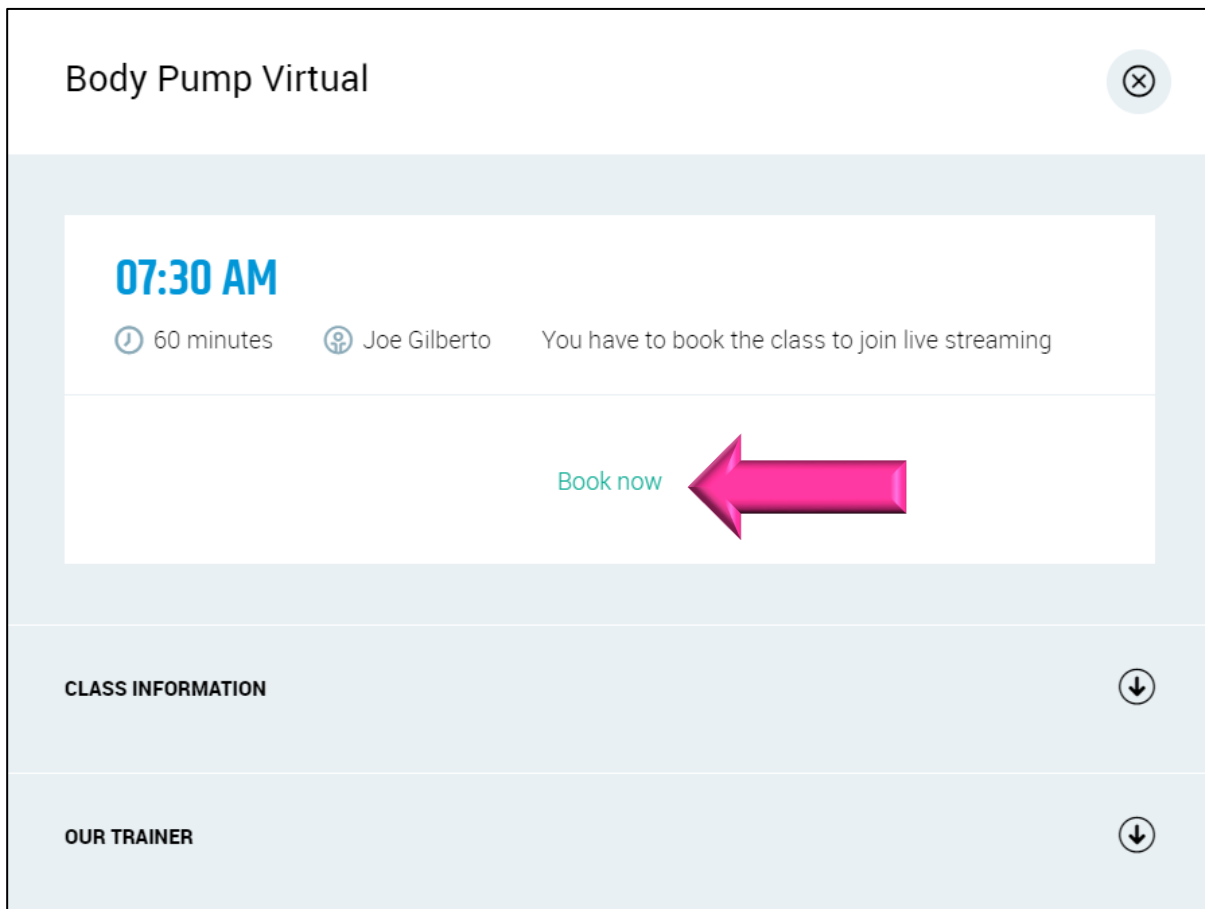 Body Pump Virtual
07:30 AM
60 minutes Joe Gilberto You have to book the class to join live streaming
Book now
CLASS INFORMATION
OUR TRAINER